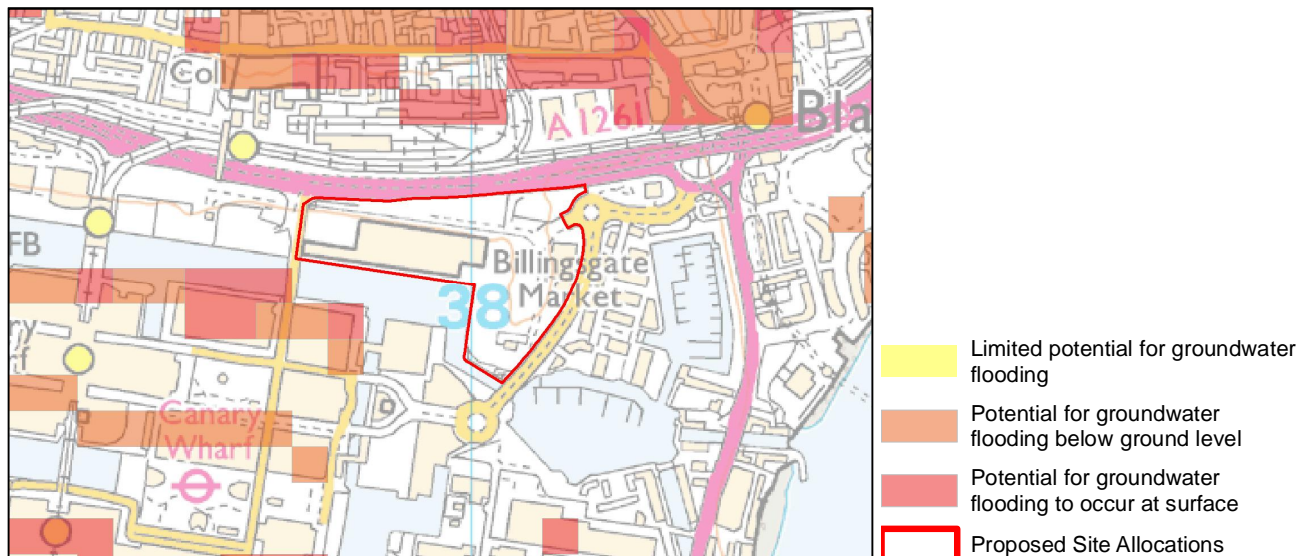 Coll
A 1261
Bla
FB
Billingsgate
Market
38
Canary
Wharf
Limited potential for groundwater
flooding
Potential for groundwater
flooding below ground level
Potential for groundwater
flooding to occur at surface
Proposed Site Allocations